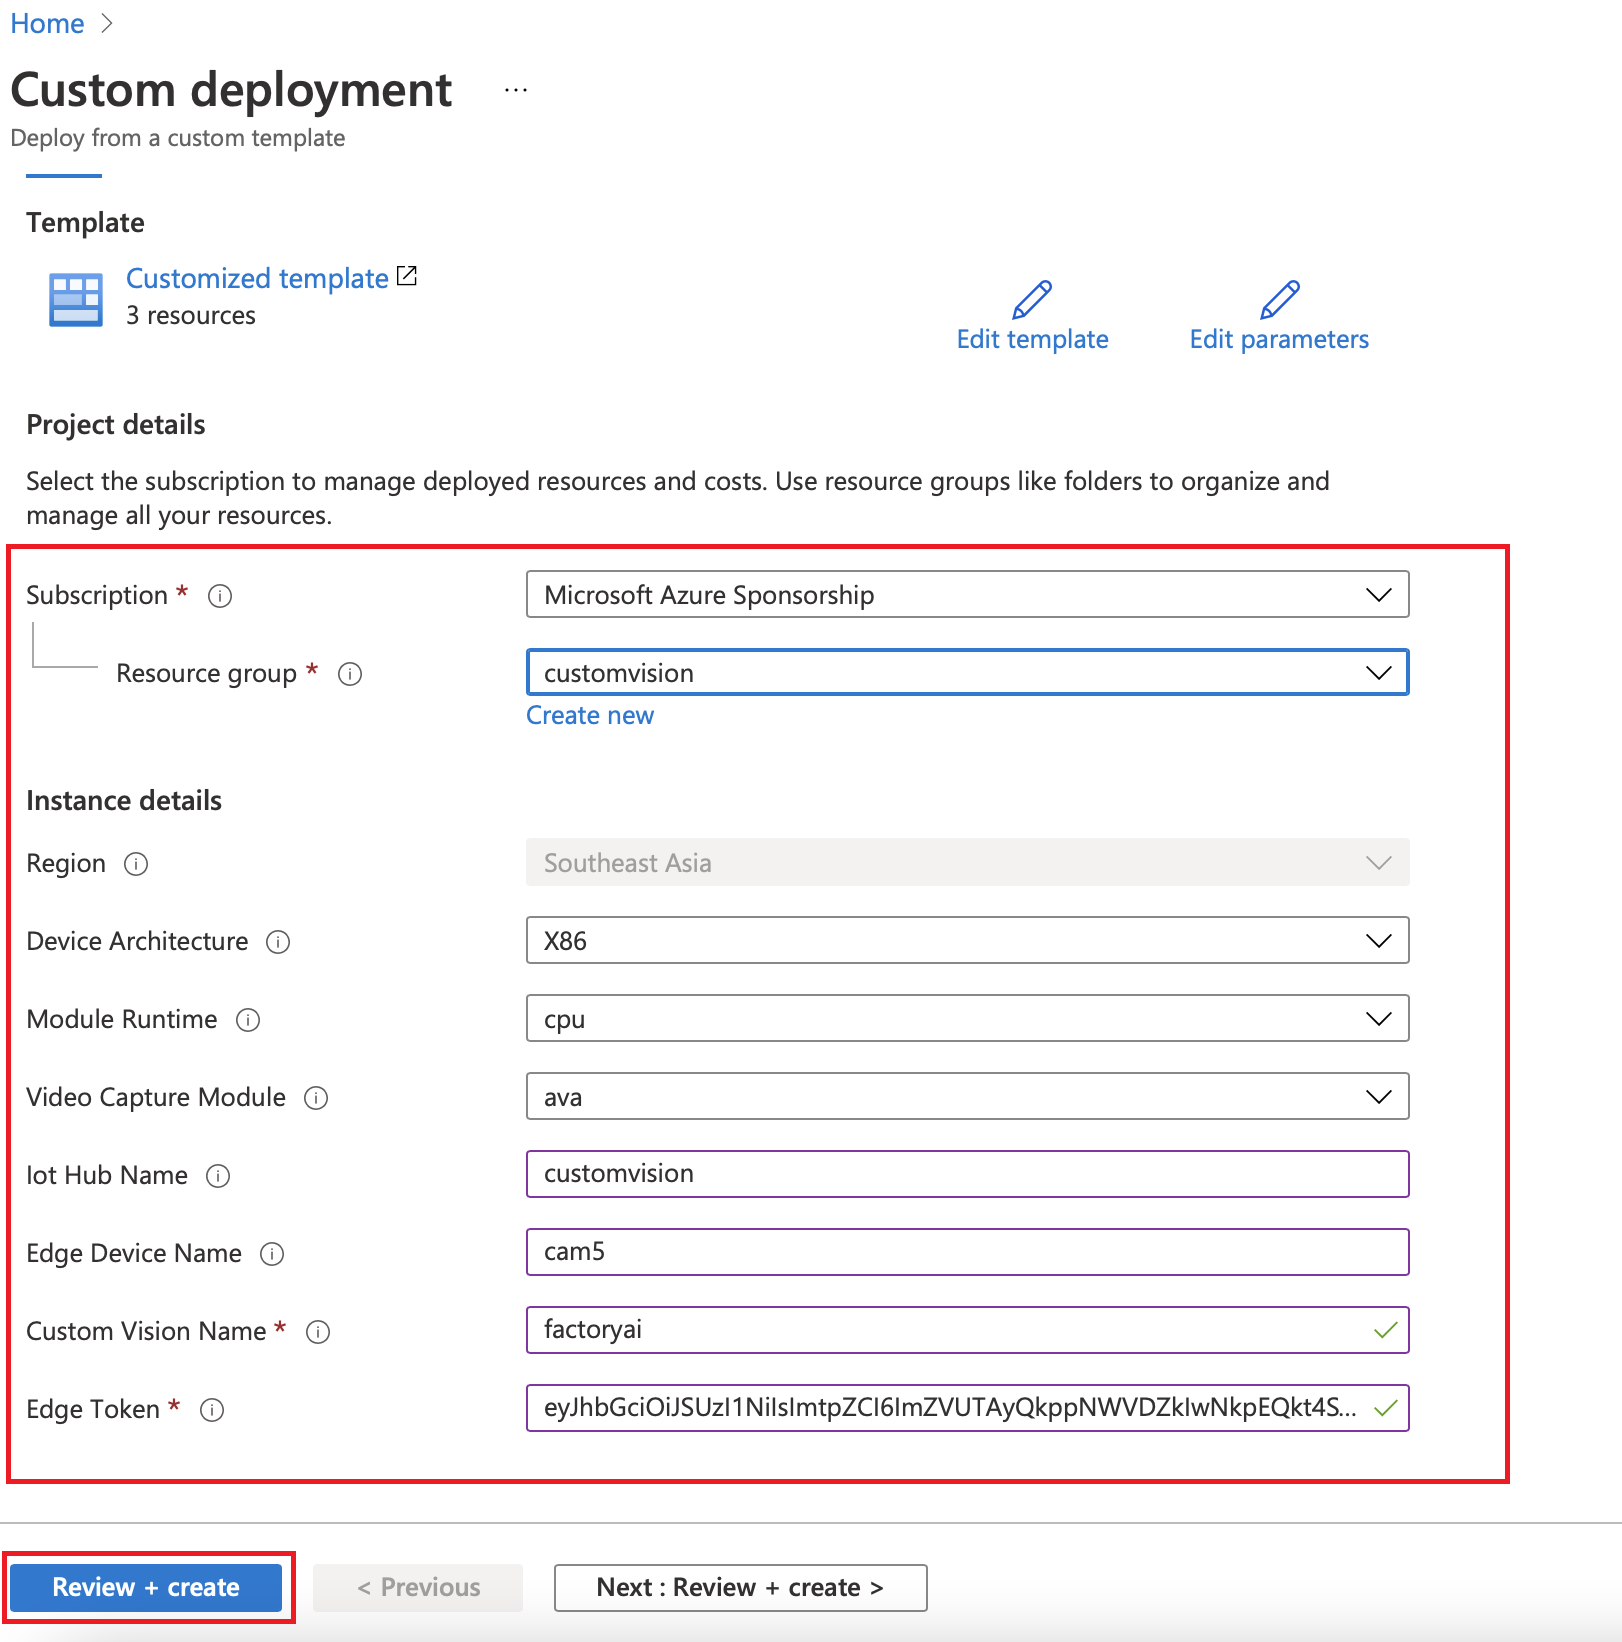 Home >
Custom deployment ...
Deploy from a custom template
Template
Customized template
3 resources
Edit template
Edit parameters
Project details
Select the subscription to manage deployed resources and costs. Use resource groups like folders to organize and
manage all your resources.
Subscription * Microsoft Azure Sponsorship
Resource group * customvision
Create new
Instance details
Region Southeast Asia
Device Architecture X86
Module Runtime cpu
Video Capture Module ava
Iot Hub Name customvision
Edge Device Name cam5
Custom Vision Name * factoryai
Edge Token * eyJhbGciOiJSUzI1NiIsImtpZCI6ImZVUTAyQkppNWVDZkIwNkpEQkt4S...
Review + create
< Previous
Next : Review + create >